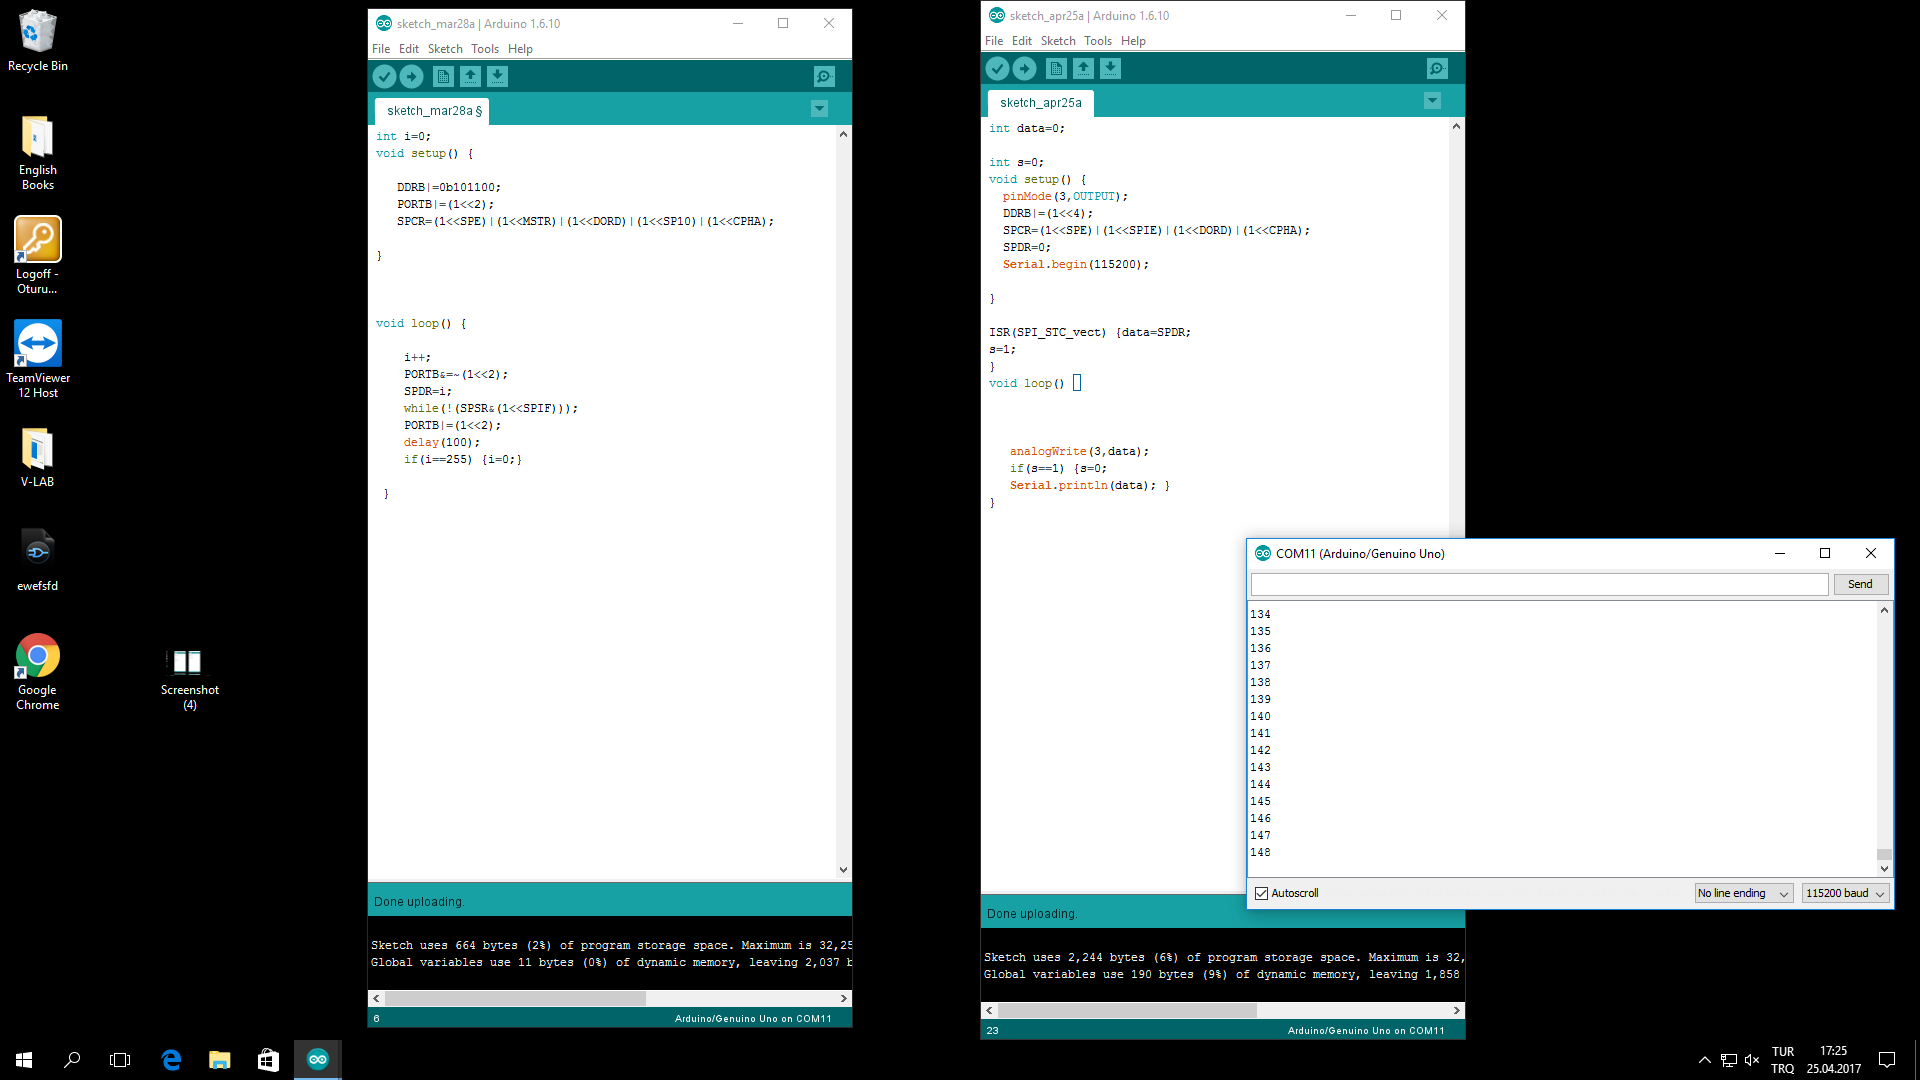 Recycle Bin
English
Books
Logoff -
Oturu...
TeamViewer
12 Host
V-LAB
ewefsfd
Google
Chrome
Screenshot
(4)
sketch_mar28a | Arduino 1.6.10
File Edit Sketch Tools Help
sketch_mar28a §
int i=0;
void setup() {
DDRB|=0b101100;
PORTB|=(1<<2);
SPCR=(1<<SPE)|(1<<MSTR)|(1<<DORD)|(1<<SP10)|(1<<CPHA);
}
void loop() {
i++;
PORTB&=~(1<<2);
SPDR=i;
while(!(SPSR&(1<<SPIF)));
PORTB|=(1<<2);
delay(100);
if(i==255) {i=0;}
}
Done uploading.
Sketch uses 664 bytes (2%) of program storage space. Maximum is 32,25
Global variables use 11 bytes (0%) of dynamic memory, leaving 2,037 b
6
Arduino/Genuino Uno on COM11
sketch_apr25a | Arduino 1.6.10
File Edit Sketch Tools Help
sketch_apr25a
int data=0;
int s=0;
void setup() {
pinMode(3,OUTPUT);
DDRB|=(1<<4);
SPCR=(1<<SPE)|(1<<SPIE)|(1<<DORD)|(1<<CPHA);
SPDR=0;
Serial.begin(115200);
}
ISR(SPI_STC_vect) {data=SPDR;
s=1;
}
void loop() {
analogWrite(3,data);
if(s==1) {s=0;
Serial.println(data); }
}
Done uploading.
Sketch uses 2,244 bytes (6%) of program storage space. Maximum is 32,
Global variables use 190 bytes (9%) of dynamic memory, leaving 1,858
23
Arduino/Genuino Uno on COM11
COM11 (Arduino/Genuino Uno)
Send
134
135
136
137
138
139
140
141
142
143
144
145
146
147
148
Autoscroll
No line ending
115200 baud
TUR
TRQ
17:25
25.04.2017